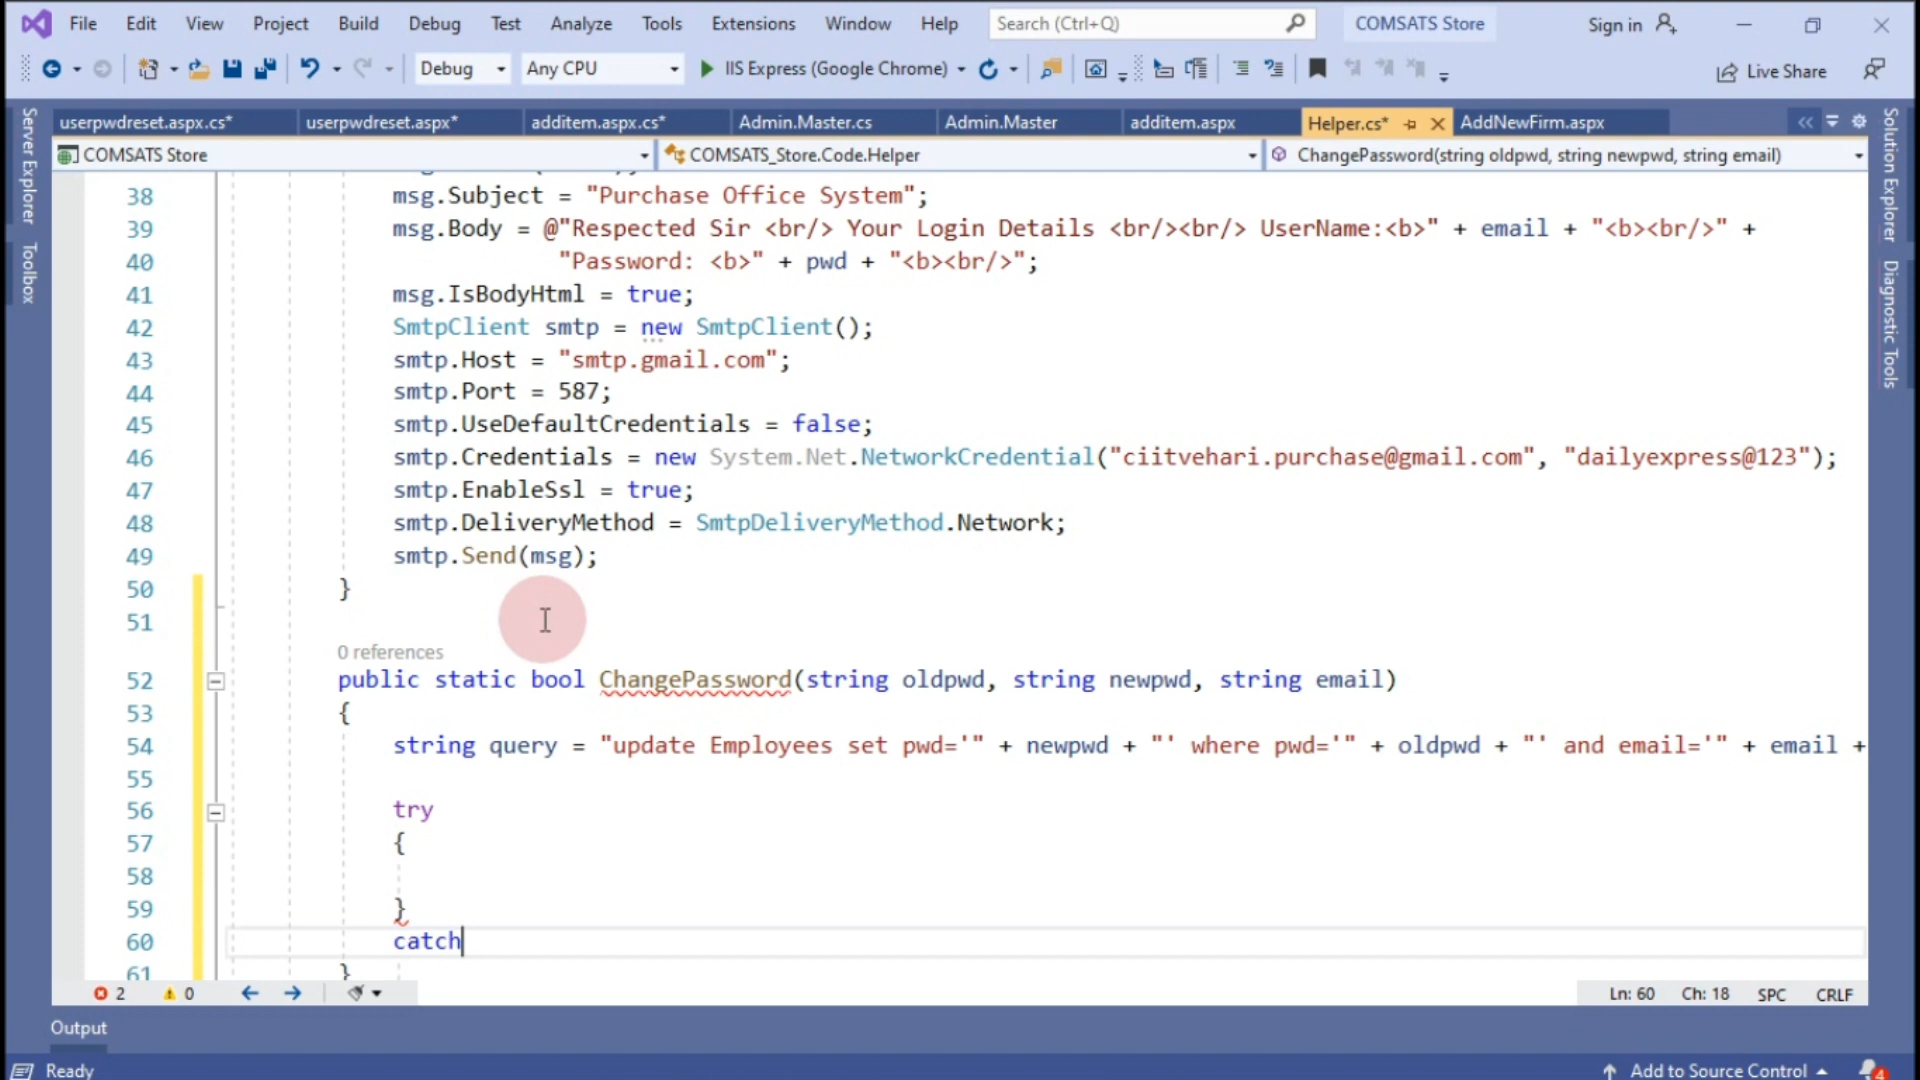 File Edit View Project Build Debug Test Analyze Tools Extensions Window Help Search (Ctrl+Q) COMSATS Store Sign in
Debug Any CPU IIS Express (Google Chrome) Live Share
userpwdreset.aspx.cs* userpwdreset.aspx* additem.aspx.cs* Admin.Master.cs Admin.Master additem.aspx Helper.cs* AddNewFirm.aspx
COMSATS Store COMSATS_Store.Code.Helper ChangePassword(string oldpwd, string newpwd, string email)
Server Explorer
Toolbox
Solution Explorer
Diagnostic Tools
38 msg.Subject = "Purchase Office System";
39 msg.Body = @"Respected Sir <br/> Your Login Details <br/><br/> UserName:<b>" + email + "<b><br/>" +
40 "Password: <b>" + pwd + "<b><br/>";
41 msg.IsBodyHtml = true;
42 SmtpClient smtp = new SmtpClient();
43 smtp.Host = "smtp.gmail.com";
44 smtp.Port = 587;
45 smtp.UseDefaultCredentials = false;
46 smtp.Credentials = new System.Net.NetworkCredential("ciitvehari.purchase@gmail.com", "dailyexpress@123");
47 smtp.EnableSsl = true;
48 smtp.DeliveryMethod = SmtpDeliveryMethod.Network;
49 smtp.Send(msg);
50 }
51
0 references
52 public static bool ChangePassword(string oldpwd, string newpwd, string email)
53 {
54 string query = "update Employees set pwd='" + newpwd + "' where pwd='" + oldpwd + "' and email='" + email +
55
56 try
57 {
58
59 }
60 catch
61 }
2 0 Ln: 60 Ch: 18 SPC CRLF
Output
Ready Add to Source Control 4